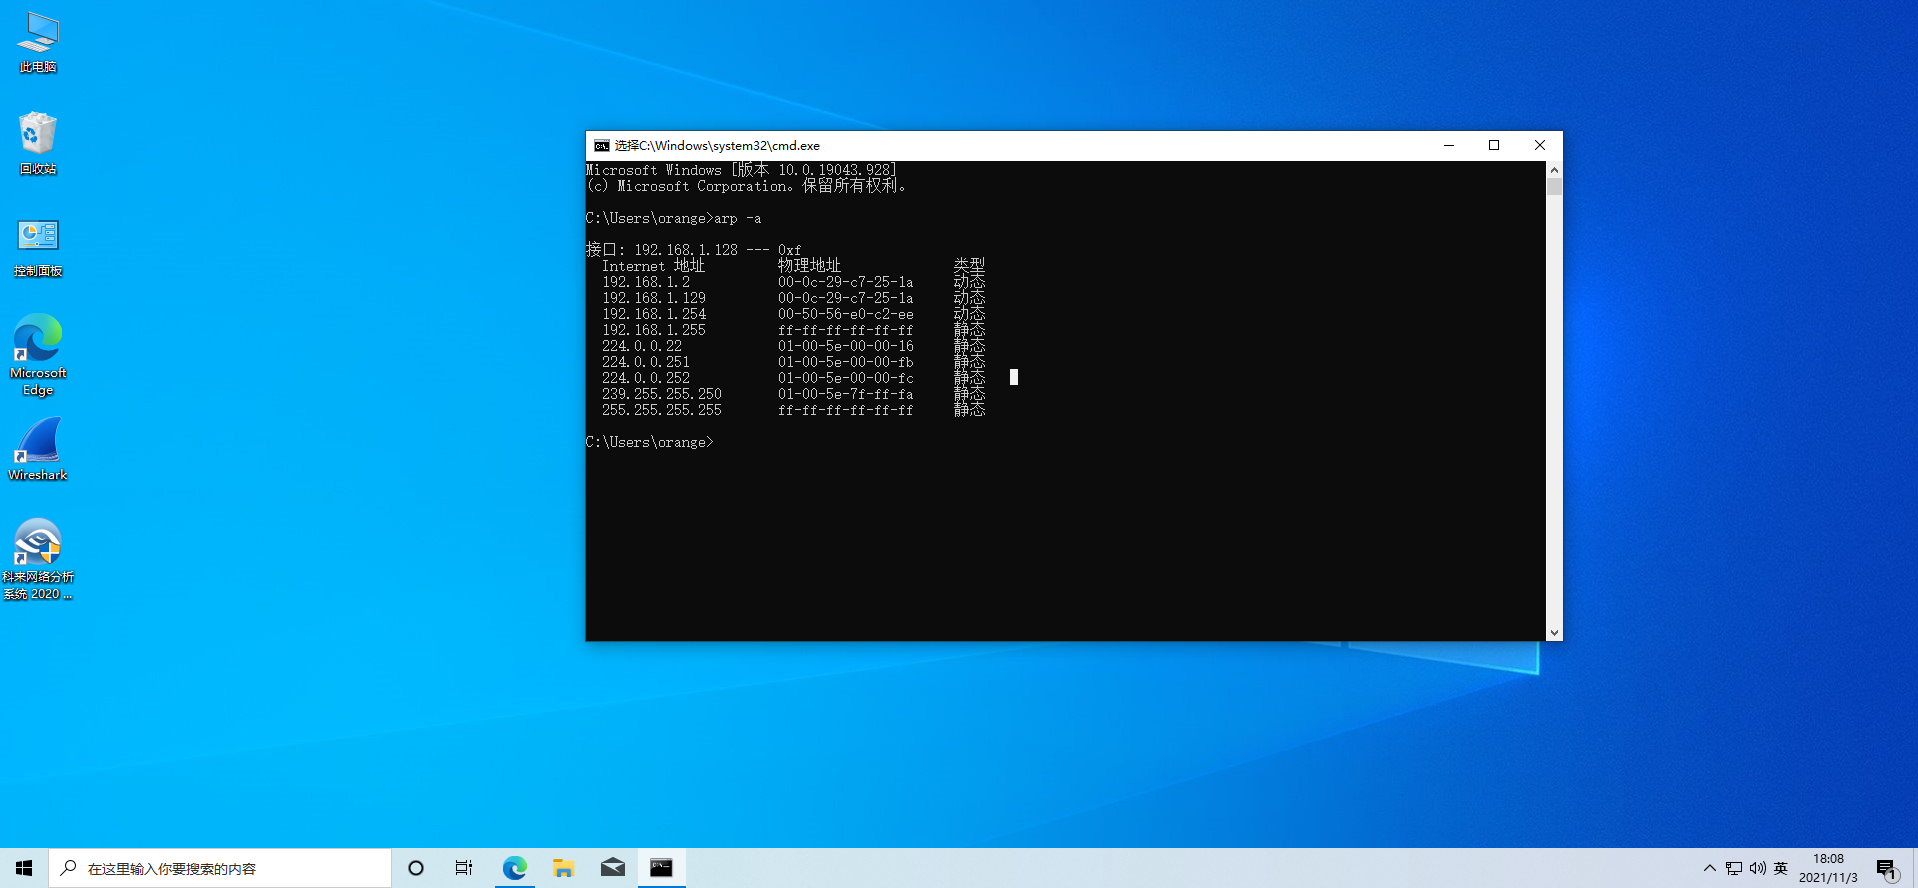 此电脑
回收站
控制面板
Microsoft
Edge
Wireshark
科来网络分析
系统 2020 ...
选择C:\Windows\system32\cmd.exe
Microsoft Windows [版本 10.0.19043.928]
(c) Microsoft Corporation。保留所有权利。
C:\Users\orange>arp -a
接口: 192.168.1.128 --- 0xf
Internet 地址 物理地址 类型
192.168.1.2 00-0c-29-c7-25-1a 动态
192.168.1.129 00-0c-29-c7-25-1a 动态
192.168.1.254 00-50-56-e0-c2-ee 动态
192.168.1.255 ff-ff-ff-ff-ff-ff 静态
224.0.0.22 01-00-5e-00-00-16 静态
224.0.0.251 01-00-5e-00-00-fb 静态
224.0.0.252 01-00-5e-00-00-fc 静态
239.255.255.250 01-00-5e-7f-ff-fa 静态
255.255.255.255 ff-ff-ff-ff-ff-ff 静态
C:\Users\orange>
在这里输入你要搜索的内容
英
18:08
2021/11/3
1